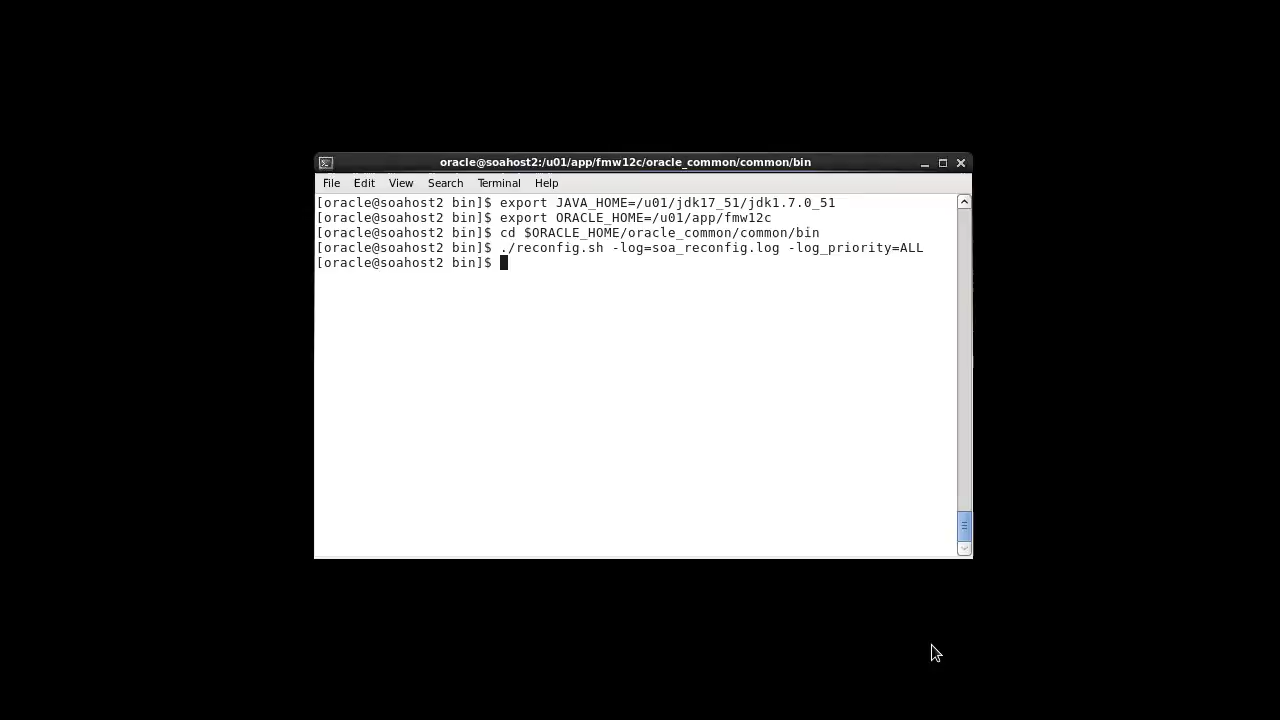 oracle@soahost2:/u01/app/fmw12c/oracle_common/common/bin
File Edit View Search Terminal Help
[oracle@soahost2 bin]$ export JAVA_HOME=/u01/jdk17_51/jdk1.7.0_51
[oracle@soahost2 bin]$ export ORACLE_HOME=/u01/app/fmw12c
[oracle@soahost2 bin]$ cd $ORACLE_HOME/oracle_common/common/bin
[oracle@soahost2 bin]$ ./reconfig.sh -log=soa_reconfig.log -log_priority=ALL
[oracle@soahost2 bin]$